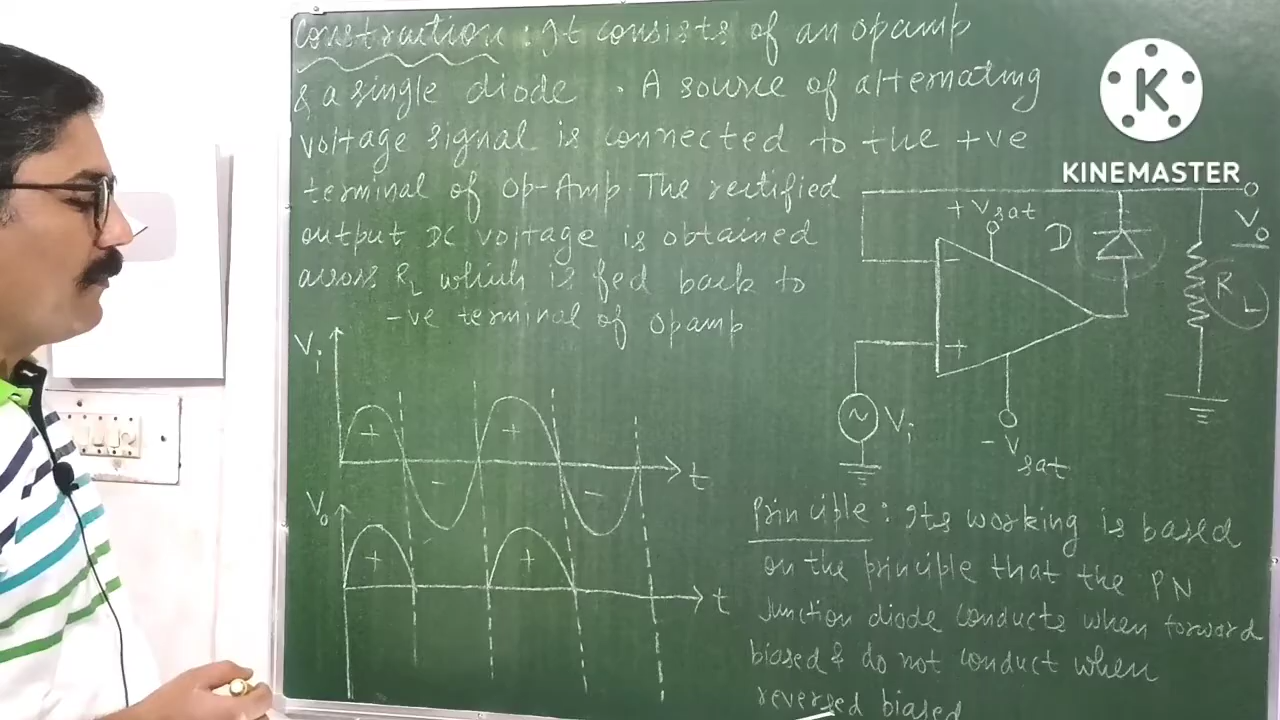 Construction : It consists of an opamp
& a single diode . A source of alternating
voltage signal is connected to the +ve
terminal of Op-Amp. The rectified
output DC voltage is obtained
across RL which is fed back to
-ve terminal of opamp
K
KINEMASTER
+Vsat
D
Vo
RL
−
+
Vi
-Vsat
Vi
+
+
−
−
t
Vo
+
+
t
Principle : Its working is based
on the principle that the PN
Junction diode conducts when forward
biased & do not conduct when
reversed biased